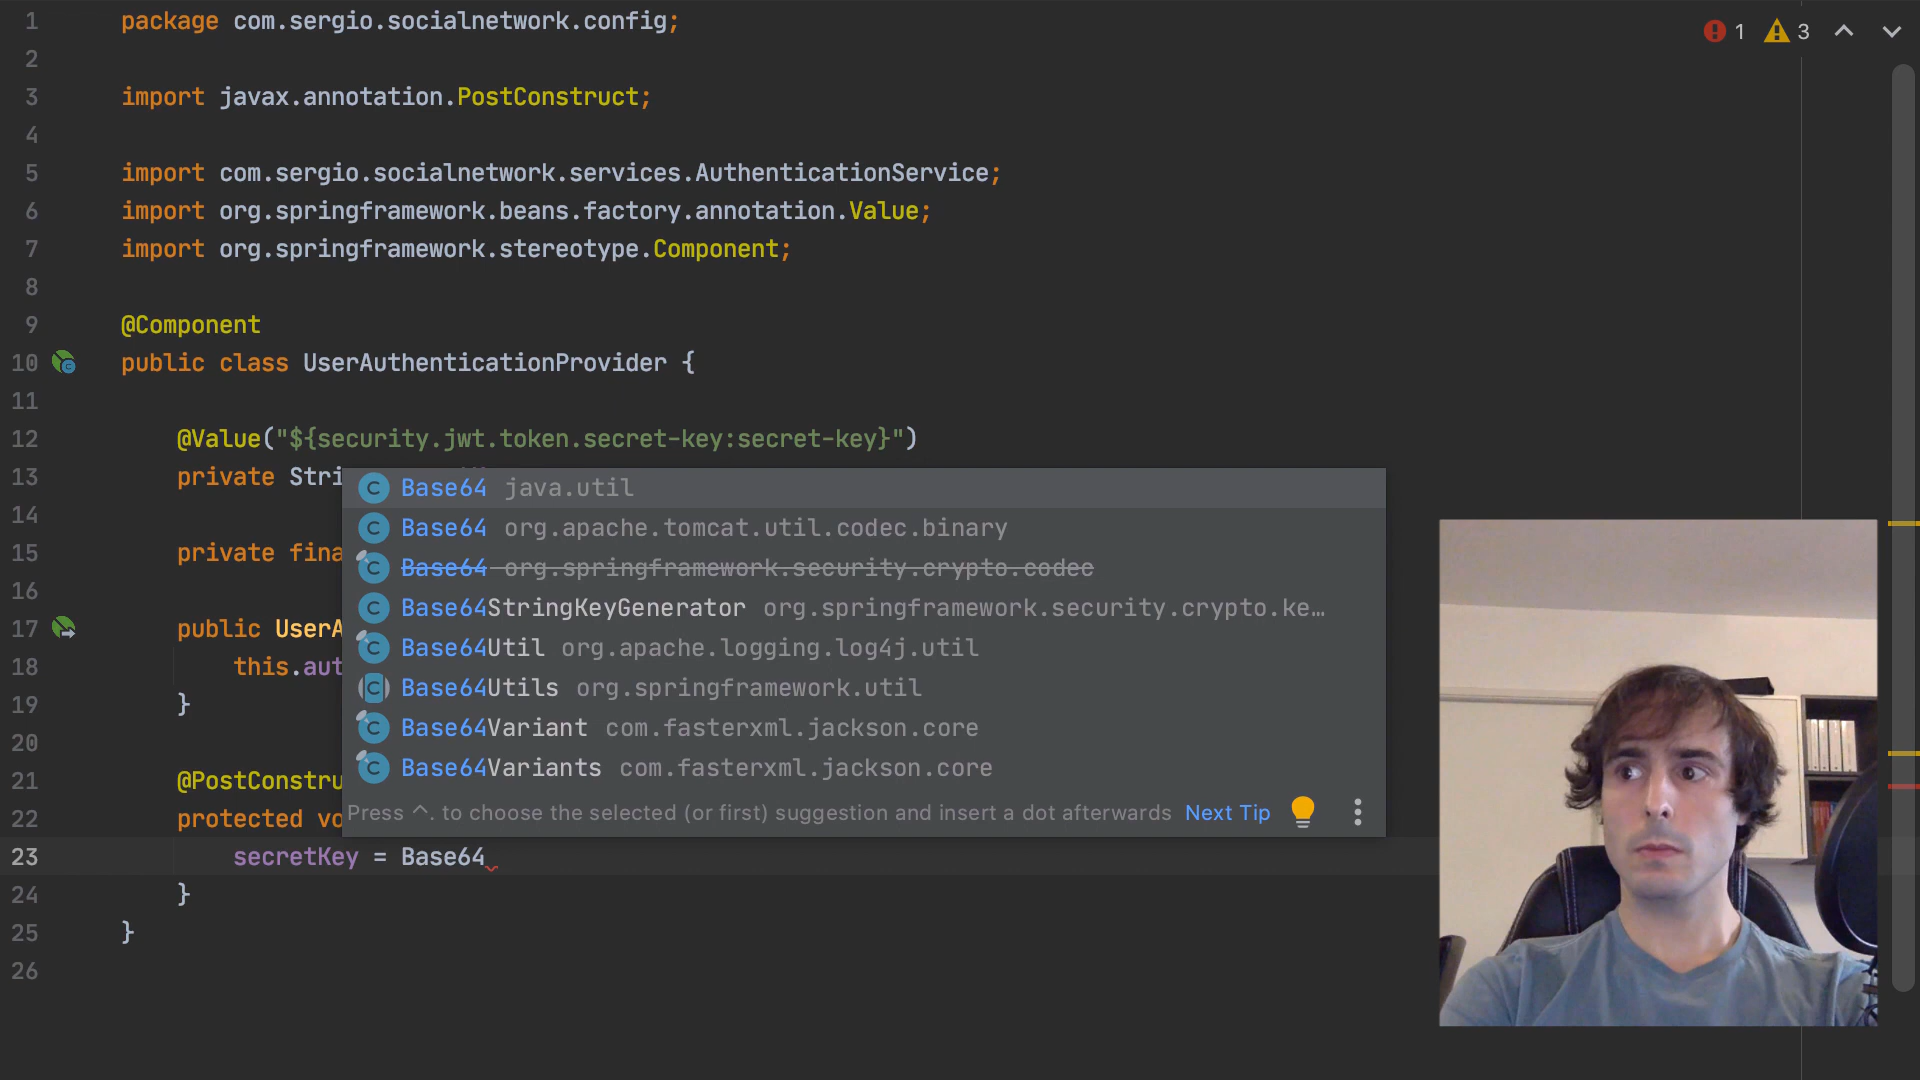 1 package com.sergio.socialnetwork.config;
1 3
2
3 import javax.annotation.PostConstruct;
4
5 import com.sergio.socialnetwork.services.AuthenticationService;
6 import org.springframework.beans.factory.annotation.Value;
7 import org.springframework.stereotype.Component;
8
9 @Component
10 public class UserAuthenticationProvider {
11
12 @Value("${security.jwt.token.secret-key:secret-key}")
13 private Stri
Base64 java.util
14
Base64 org.apache.tomcat.util.codec.binary
15 private fina
Base64 org.springframework.security.crypto.codec
16
Base64StringKeyGenerator org.springframework.security.crypto.ke…
17 public UserA
Base64Util org.apache.logging.log4j.util
18 this.aut
Base64Utils org.springframework.util
19 }
Base64Variant com.fasterxml.jackson.core
20
Base64Variants com.fasterxml.jackson.core
21 @PostConstru
22 protected vo
Press ^. to choose the selected (or first) suggestion and insert a dot afterwards Next Tip
23 secretKey = Base64
24 }
25 }
26